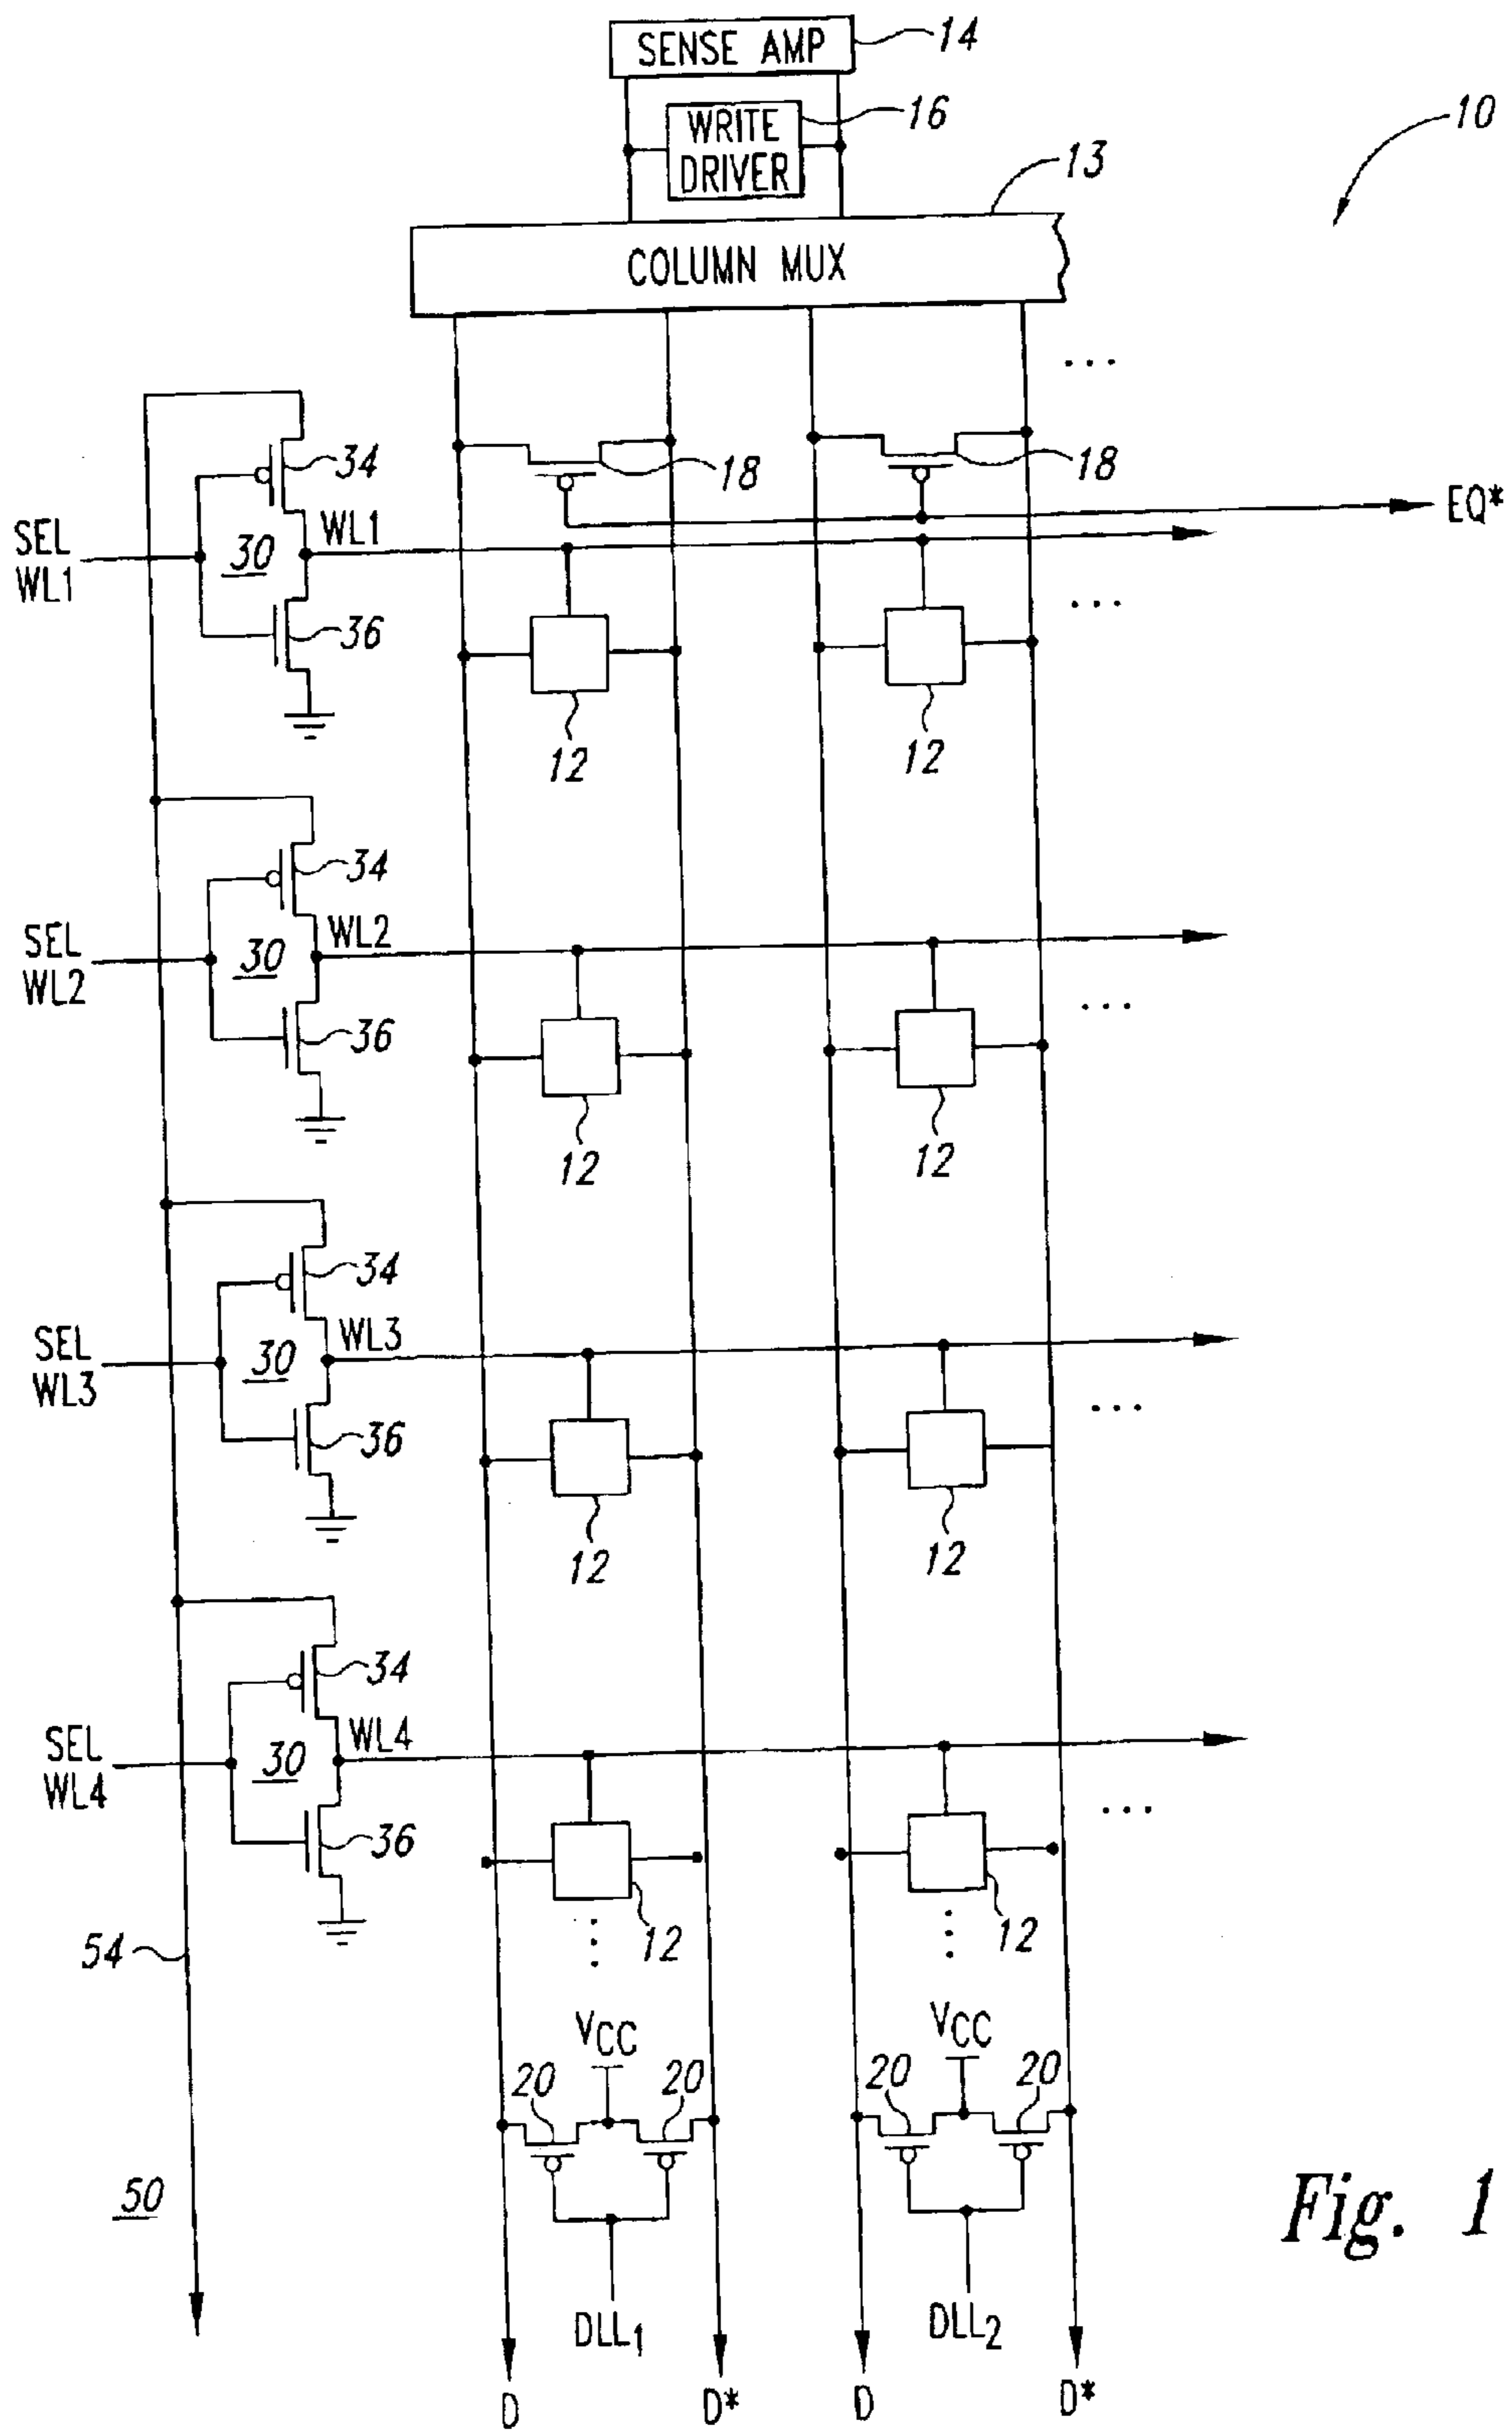 SENSE AMP
14
WRITE
DRIVER
16
10
13
COLUMN MUX
...
34
18
18
EQ*
SEL
WL1
30
WL1
36
...
12
12
34
SEL
WL2
30
WL2
36
...
12
12
34
SEL
WL3
30
WL3
36
...
12
12
34
SEL
WL4
30
WL4
36
...
12
12
54
VCC
VCC
20
20
20
20
50
Fig. 1
DLL1
DLL2
D
D*
D
D*